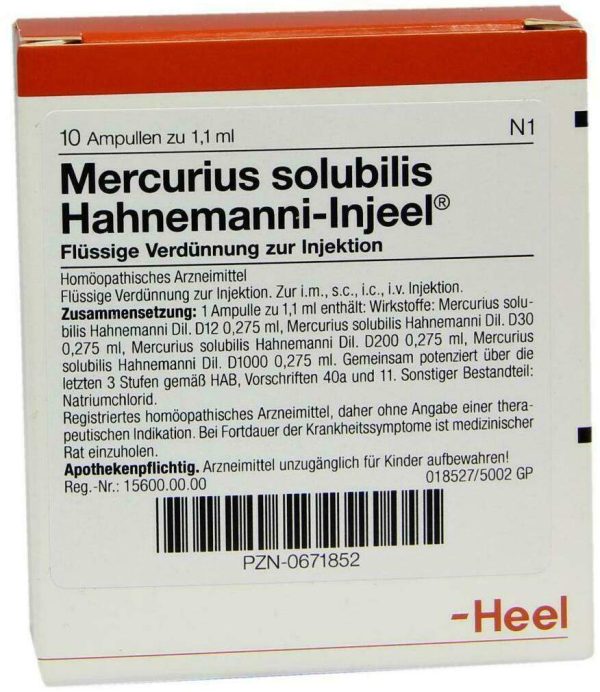 10 Ampullen zu 1,1 ml N1
Mercurius solubilis
Hahnemanni-Injeel®
Flüssige Verdünnung zur Injektion
Homöopathisches Arzneimittel
Flüssige Verdünnung zur Injektion. Zur i.m., s.c., i.c., i.v. Injektion.
Zusammensetzung: 1 Ampulle zu 1,1 ml enthält: Wirkstoffe: Mercurius solu-
bilis Hahnemanni Dil. D12 0,275 ml, Mercurius solubilis Hahnemanni Dil. D30
0,275 ml, Mercurius solubilis Hahnemanni Dil. D200 0,275 ml, Mercurius
solubilis Hahnemanni Dil. D1000 0,275 ml. Gemeinsam potenziert über die
letzten 3 Stufen gemäß HAB, Vorschriften 40a und 11. Sonstiger Bestandteil:
Natriumchlorid.
Registriertes homöopathisches Arzneimittel, daher ohne Angabe einer thera-
peutischen Indikation. Bei Fortdauer der Krankheitssymptome ist medizinischer
Rat einzuholen.
Apothekenpflichtig. Arzneimittel unzugänglich für Kinder aufbewahren!
Reg.-Nr.: 15600.00.00 018527/5002 GP
PZN-0671852
-Heel